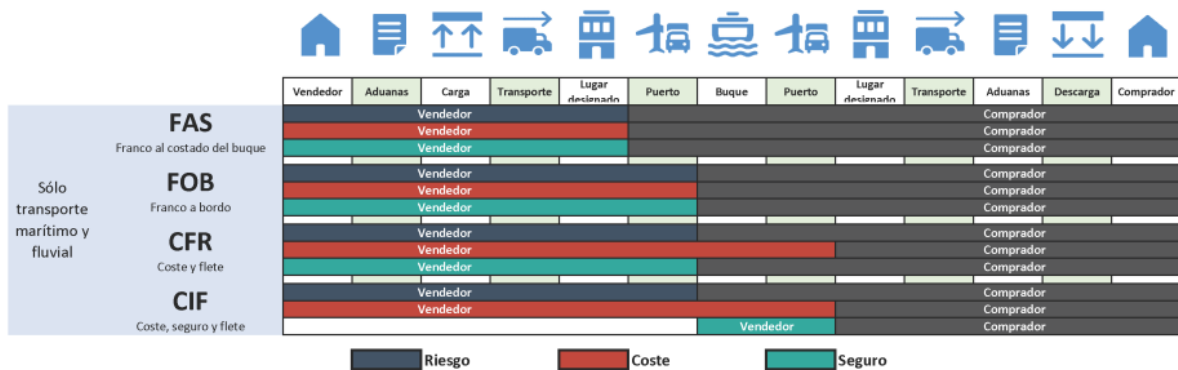 Vendedor Aduanas Carga Transporte Lugar designado Puerto Buque Puerto Lugar designado Transporte Aduanas Descarga Comprador
Sólo transporte marítimo y fluvial
FAS
Franco al costado del buque
Vendedor Comprador
Vendedor Comprador
Vendedor Comprador
FOB
Franco a bordo
Vendedor Comprador
Vendedor Comprador
Vendedor Comprador
CFR
Coste y flete
Vendedor Comprador
Vendedor Comprador
Vendedor Comprador
CIF
Coste, seguro y flete
Vendedor Comprador
Vendedor Comprador
Vendedor Comprador
Riesgo Coste Seguro